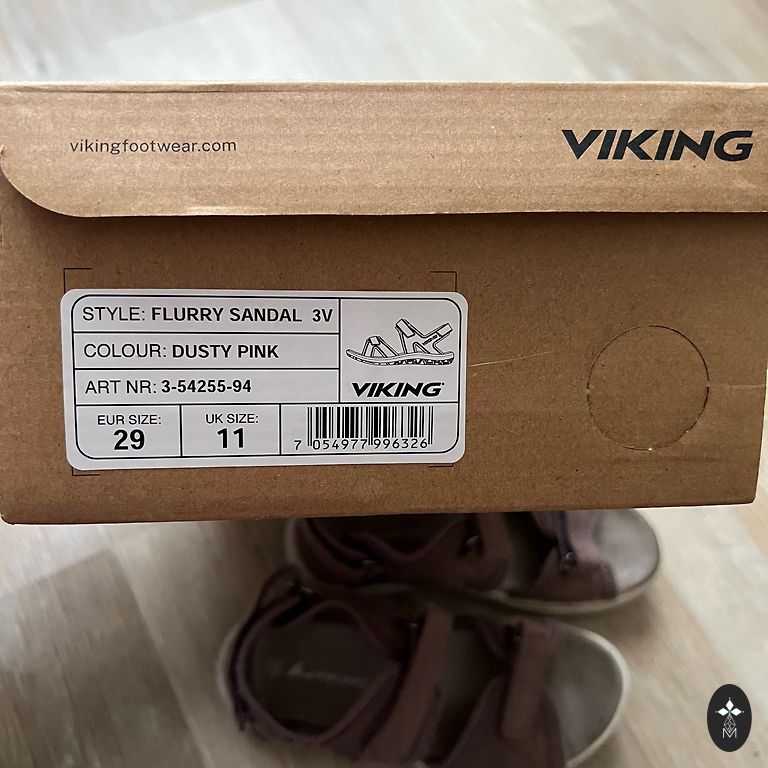 vikingfootwear.com
VIKING
STYLE: FLURRY SANDAL 3V
COLOUR: DUSTY PINK
ART NR: 3-54255-94
VIKING
EUR SIZE:
29
UK SIZE:
11
7 054977 996326
VIKING
M